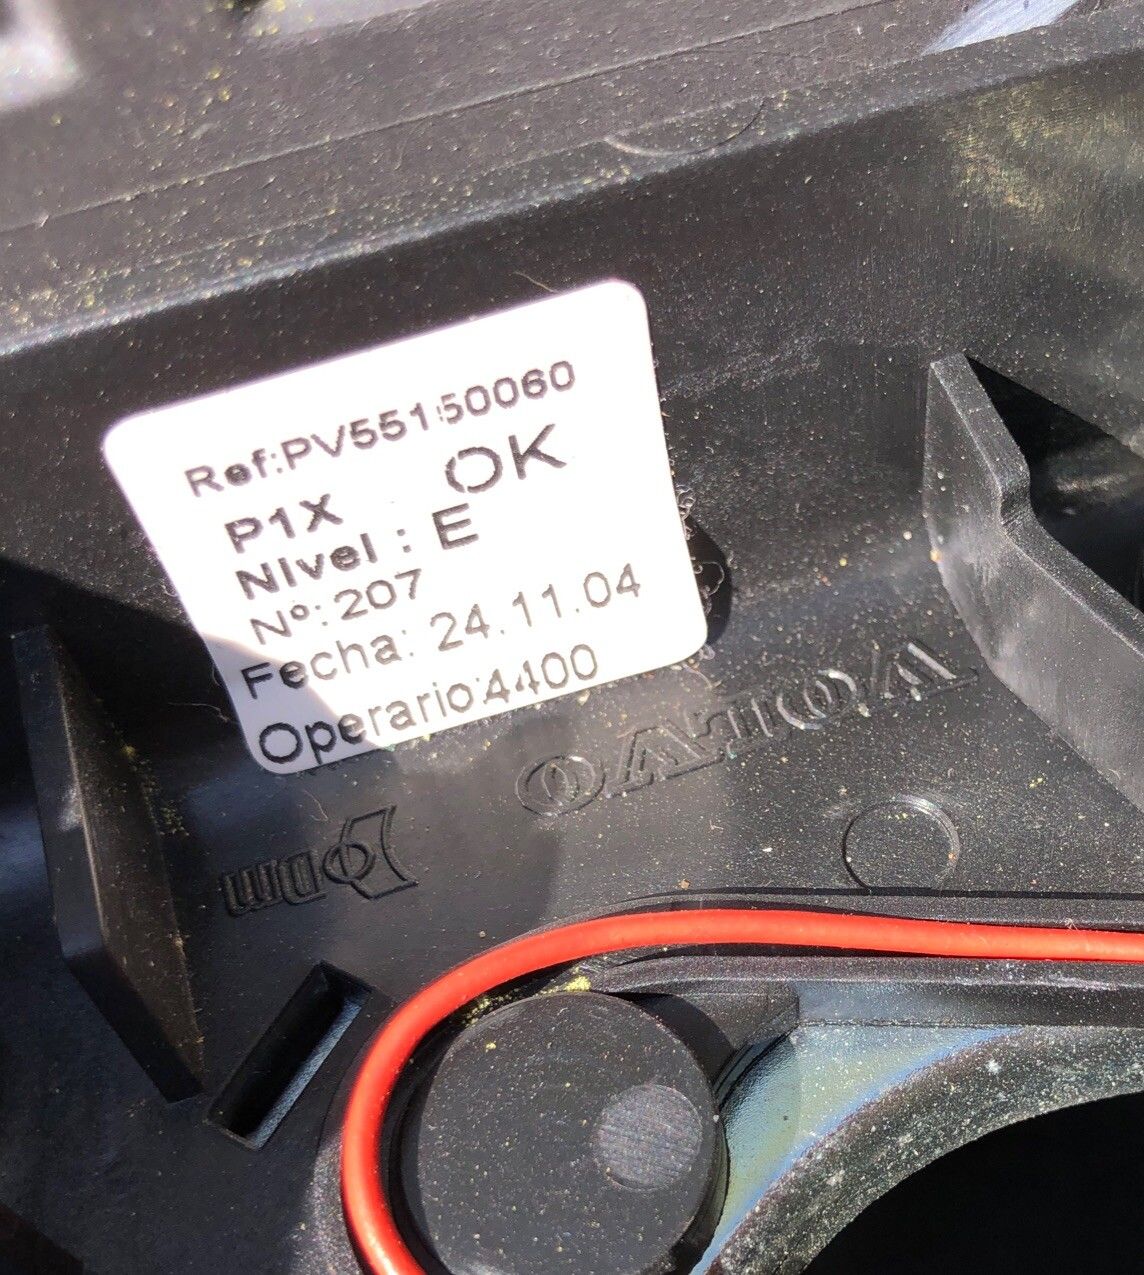 Ref:PV55150060
P1X OK
Nivel : E
Nº: 207
Fecha: 24.11.04
Operario:4400
VOLVO